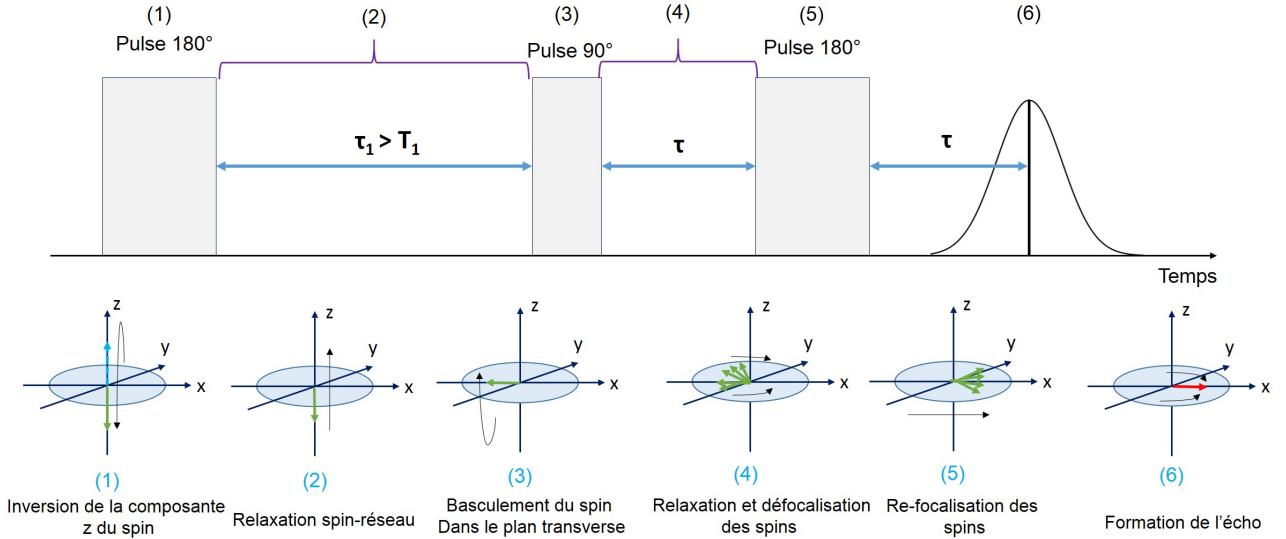 (1)
(2)
(3)
(4)
(5)
(6)
Pulse 180°
Pulse 90°
Pulse 180°
τ₁ > T₁
τ
τ
Temps
z
y
x
z
y
x
z
y
x
z
y
x
z
y
x
z
y
x
(1)
(2)
(3)
(4)
(5)
(6)
Inversion de la composante
z du spin
Relaxation spin-réseau
Basculement du spin
Dans le plan transverse
Relaxation et défocalisation
des spins
Re-focalisation des
spins
Formation de l'écho